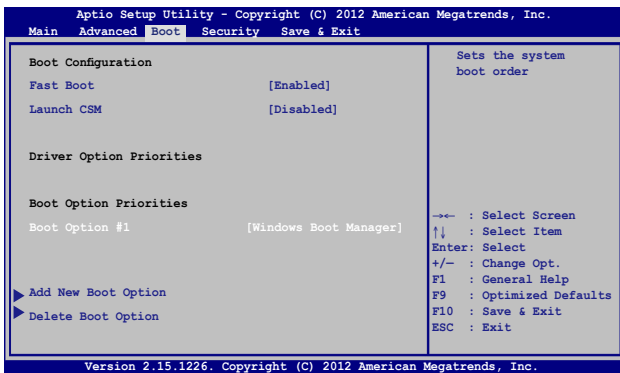 Aptio Setup Utility - Copyright (C) 2012 American Megatrends, Inc.
Main Advanced Boot Security Save & Exit
Boot Configuration
Fast Boot [Enabled]
Launch CSM [Disabled]
Driver Option Priorities
Boot Option Priorities
Boot Option #1 [Windows Boot Manager]
Add New Boot Option
Delete Boot Option
Sets the system
boot order
→← : Select Screen
↑↓ : Select Item
Enter: Select
+/— : Change Opt.
F1 : General Help
F9 : Optimized Defaults
F10 : Save & Exit
ESC : Exit
Version 2.15.1226. Copyright (C) 2012 American Megatrends, Inc.